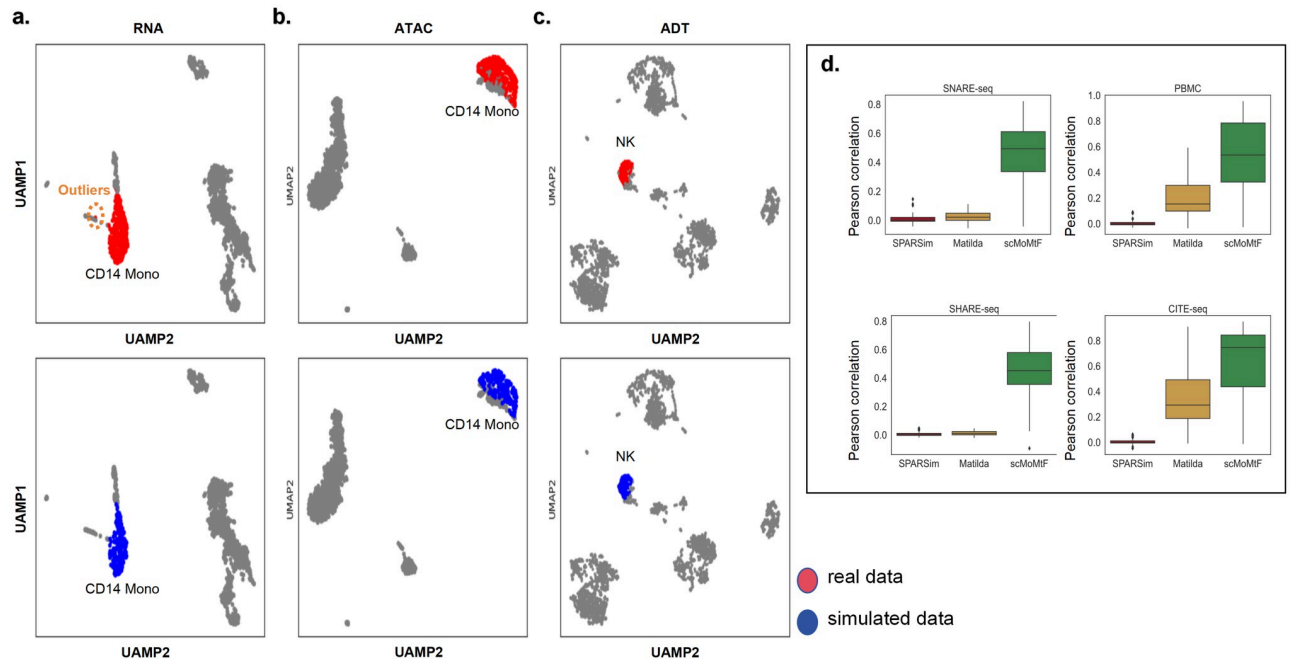 a.
RNA
UAMP1
Outliers
CD14 Mono
UAMP2
UAMP1
CD14 Mono
UAMP2
b.
ATAC
UMAP2
CD14 Mono
UAMP2
UMAP2
CD14 Mono
UAMP2
c.
ADT
UMAP2
NK
UAMP2
UMAP2
NK
UAMP2
d.
SNARE-seq
Pearson correlation
0.8
0.6
0.4
0.2
0.0
SPARSim Matilda scMoMtF
PBMC
Pearson correlation
1.0
0.8
0.6
0.4
0.2
0.0
SPARSim Matilda scMoMtF
SHARE-seq
Pearson correlation
0.8
0.6
0.4
0.2
0.0
SPARSim Matilda scMoMtF
CITE-seq
Pearson correlation
0.8
0.6
0.4
0.2
0.0
SPARSim Matilda scMoMtF
real data
simulated data